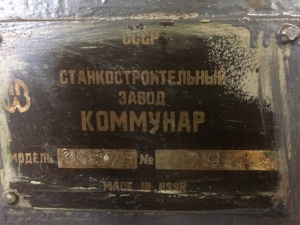 СССР
СТАНКОСТРОИТЕЛЬНЫЙ
ЗАВОД
КОММУНАР
МОДЕЛЬ №
MADE IN USSR